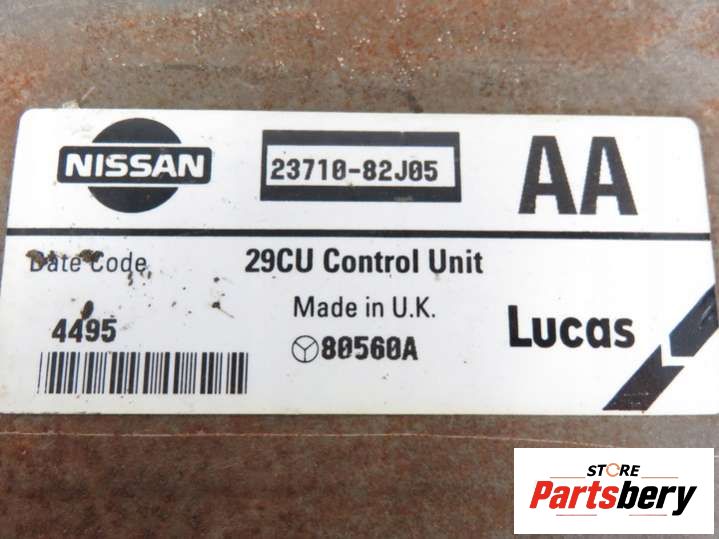 NISSAN
23710-82J05
AA
Date Code
29CU Control Unit
4495
Made in U.K.
80560A
Lucas
STORE
Partsbery